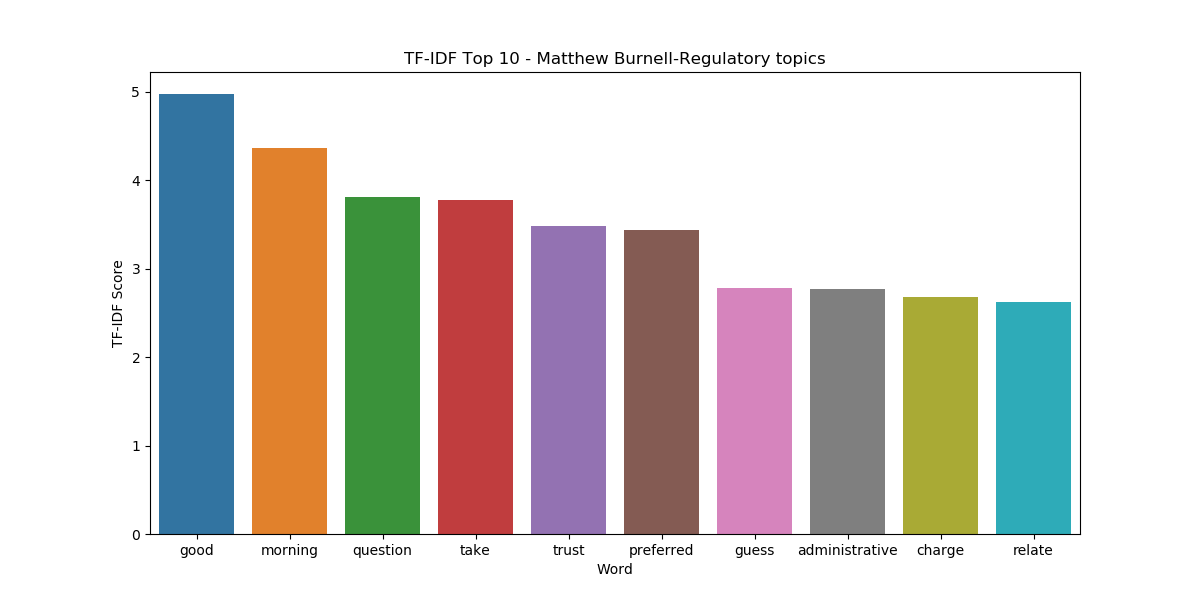 TF-IDF Top 10 - Matthew Burnell-Regulatory topics
TF-IDF Score
5
4
3
2
1
0
good morning question take trust preferred guess administrative charge relate
Word